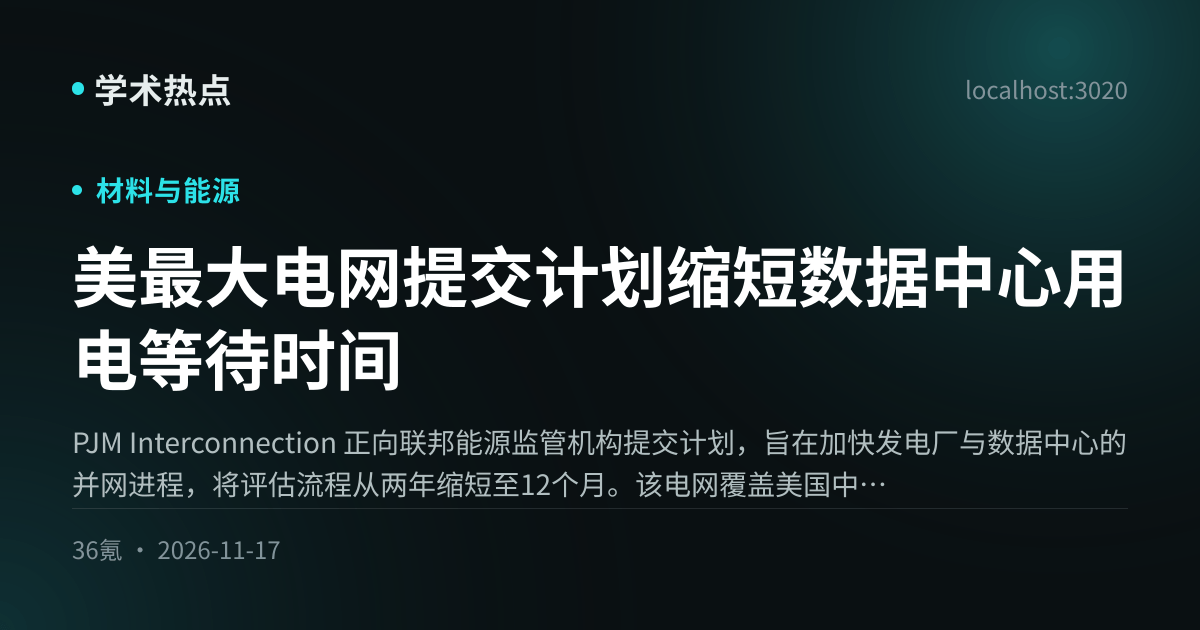 学术热点
localhost:3020
材料与能源
美最大电网提交计划缩短数据中心用
电等待时间
PJM Interconnection 正向联邦能源监管机构提交计划，旨在加快发电厂与数据中心的
并网进程，将评估流程从两年缩短至12个月。该电网覆盖美国中…
36氪 · 2026-11-17